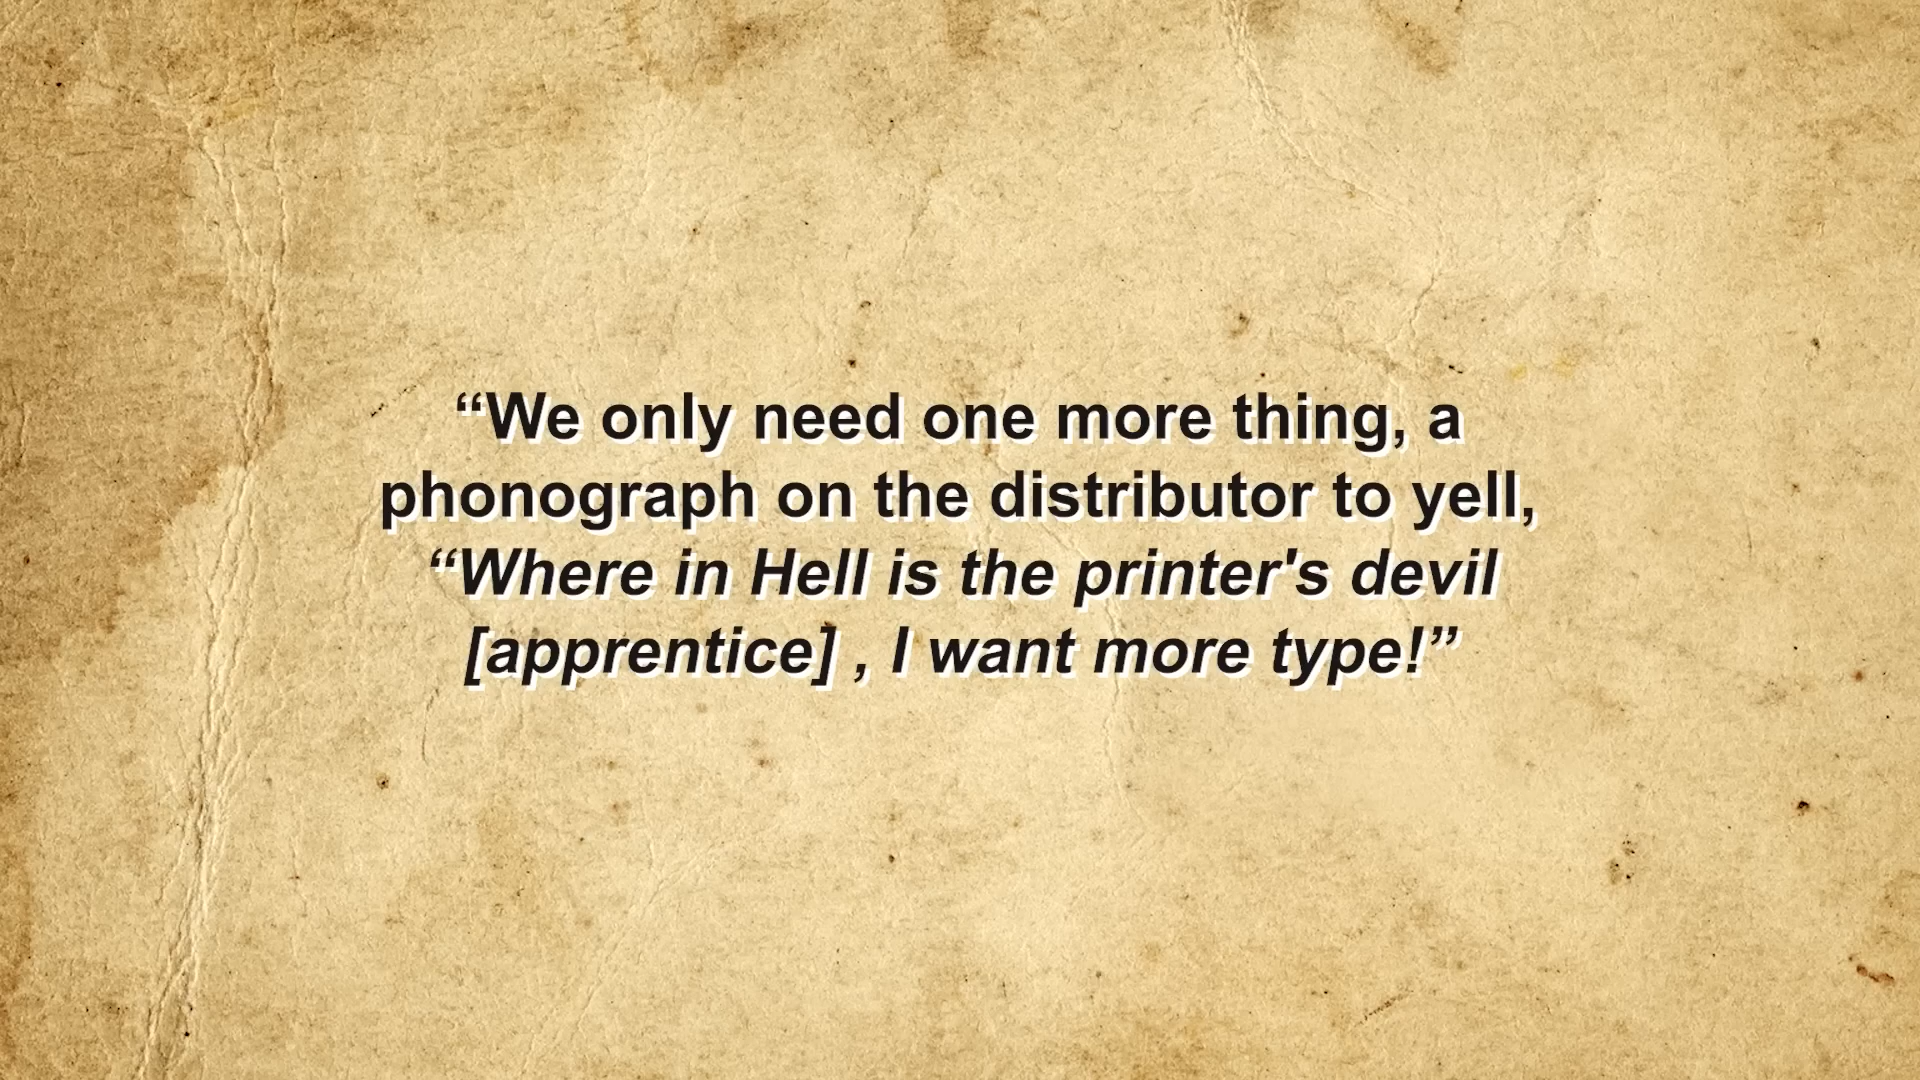 “We only need one more thing, a
phonograph on the distributor to yell,
“Where in Hell is the printer's devil
[apprentice] , I want more type!”